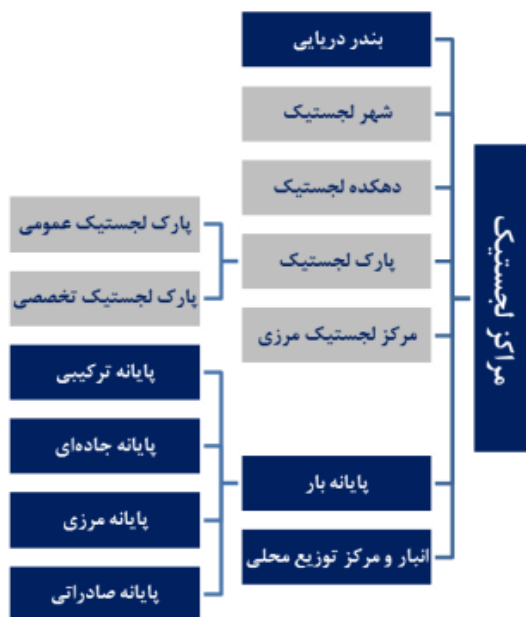 مراکز لجستیک
بندر دریایی
شهر لجستیک
دهکده لجستیک
پارک لجستیک
پارک لجستیک عمومی
پارک لجستیک تخصصی
مرکز لجستیک مرزی
پایانه بار
پایانه ترکیبی
پایانه جاده‌ای
پایانه مرزی
پایانه صادراتی
انبار و مرکز توزیع محلی